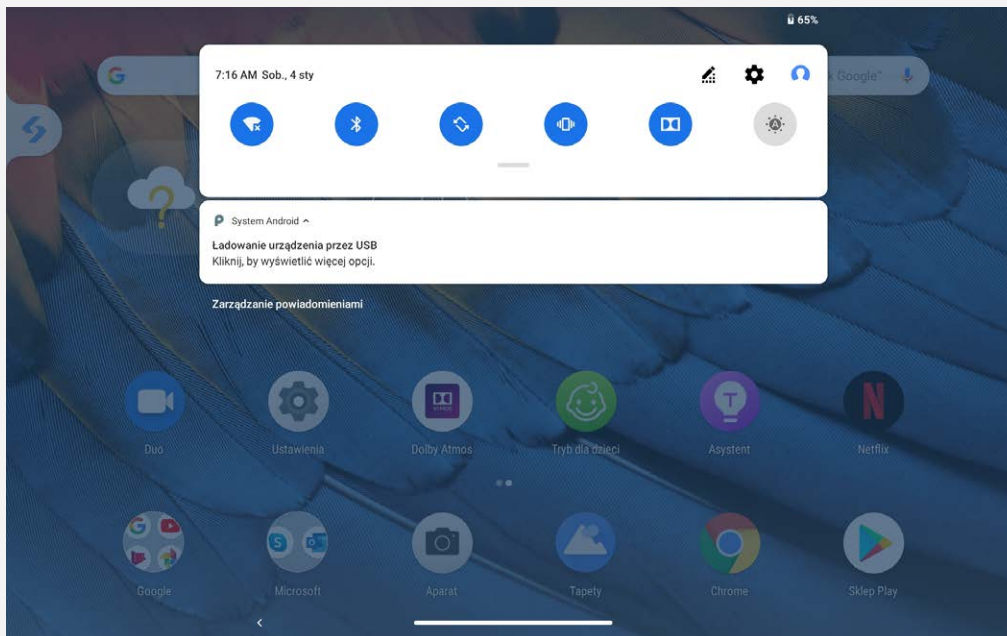 65%
7:16 AM Sob., 4 sty
k Google"
System Android
Ładowanie urządzenia przez USB
Kliknij, by wyświetlić więcej opcji.
Zarządzanie powiadomieniami
Duo
Ustawienia
Dolby Atmos
Tryb dla dzieci
Asystent
Netflix
Google
Microsoft
Aparat
Tapety
Chrome
Sklep Play